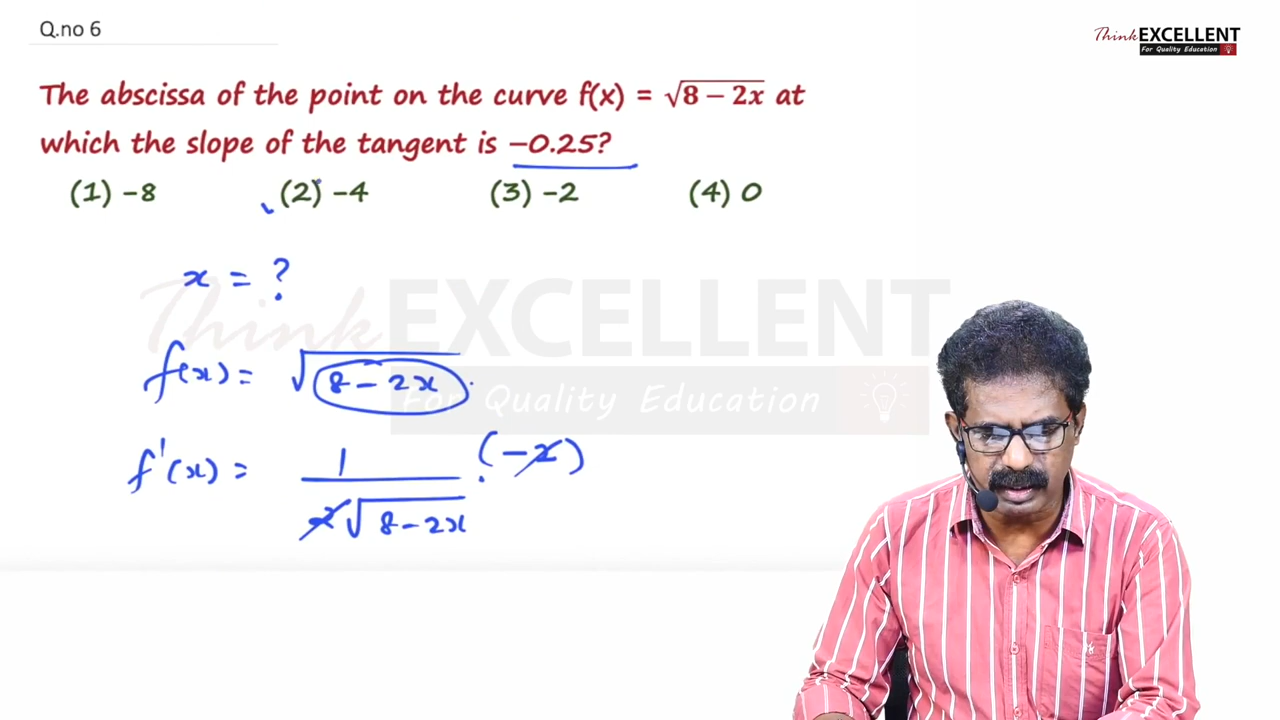 Q.no 6
Think EXCELLENT
For Quality Education
The abscissa of the point on the curve f(x) = √8 − 2x at
which the slope of the tangent is −0.25?
(1) −8 (2) −4 (3) −2 (4) 0
x = ?
Think EXCELLENT
For Quality Education
f(x) = √8 − 2x
f'(x) = 1 / 2√8 − 2x · (−2)